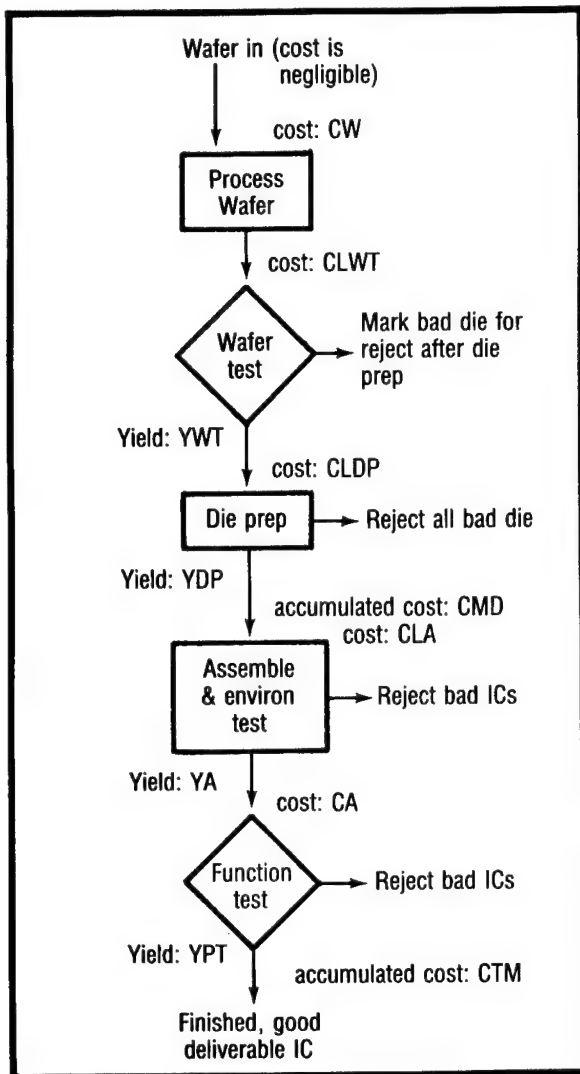 Wafer in (cost is
negligible)
cost: CW
Process
Wafer
cost: CLWT
Wafer
test
Mark bad die for
reject after die
prep
Yield: YWT
cost: CLDP
Die prep
Reject all bad die
Yield: YDP
accumulated cost: CMD
cost: CLA
Assemble
& environ
test
Reject bad ICs
Yield: YA
cost: CA
Function
test
Reject bad ICs
Yield: YPT
accumulated cost: CTM
Finished, good
deliverable IC